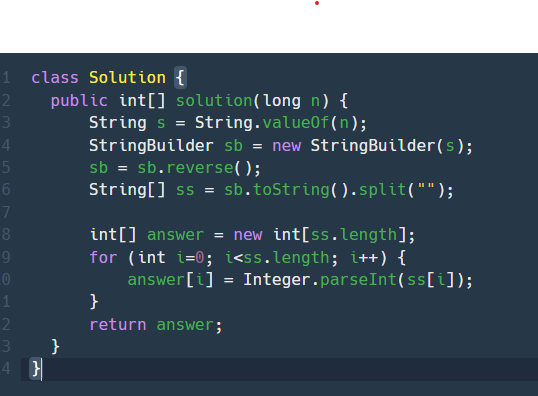 1 class Solution {
2 public int[] solution(long n) {
3 String s = String.valueOf(n);
4 StringBuilder sb = new StringBuilder(s);
5 sb = sb.reverse();
6 String[] ss = sb.toString().split("");
7
8 int[] answer = new int[ss.length];
9 for (int i=0; i<ss.length; i++) {
0 answer[i] = Integer.parseInt(ss[i]);
1 }
2 return answer;
3 }
4 }